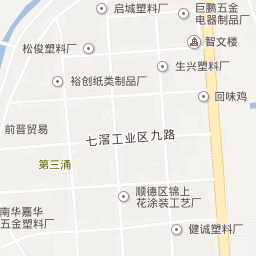 启城塑料厂
巨鹏五金
电器制品厂
松俊塑料厂
智文楼
生兴塑料厂
裕创纸类制品厂
回味鸡
前晋贸易
七滘工业区九路
第三涌
顺德区锦上
花涂装工艺厂
南华嘉华
五金塑料厂
健诚塑料厂